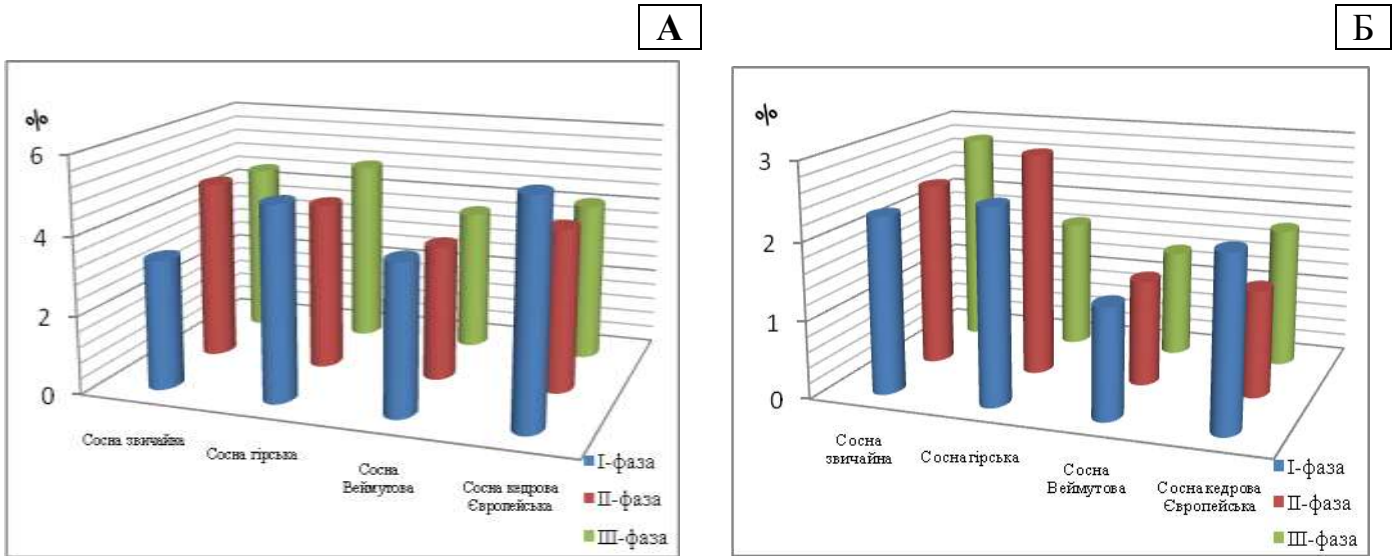 А
%
6
4
2
0
Сосна звичайна
Сосна гірська
Сосна
Веймутова
Сосна кедрова
Європейська
І-фаза
ІІ-фаза
ІІІ-фаза
Б
%
3
2
1
0
Сосна
звичайна
Сосна гірська
Сосна
Веймутова
Сосна кедрова
Європейська
І-фаза
ІІ-фаза
ІІІ-фаза